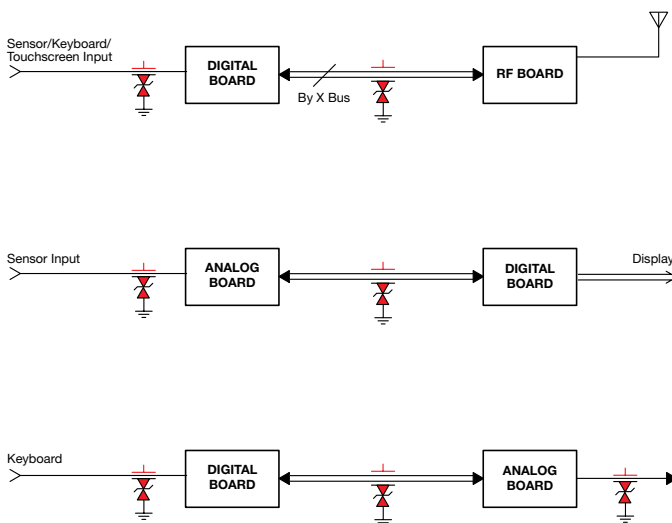 Sensor/Keyboard/
Touchscreen Input
DIGITAL
BOARD
By X Bus
RF BOARD
Sensor Input
ANALOG
BOARD
DIGITAL
BOARD
Display
Keyboard
DIGITAL
BOARD
ANALOG
BOARD